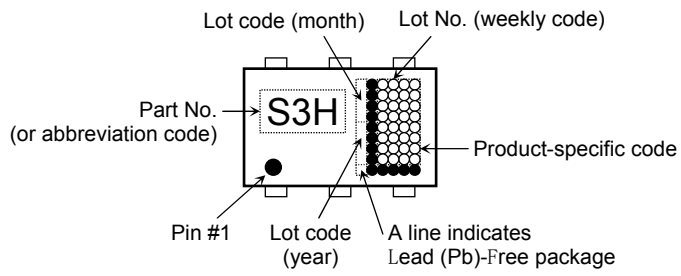 Lot code (month)
Lot No. (weekly code)
Part No.
(or abbreviation code)
S3H
Product-specific code
Pin #1
Lot code
(year)
A line indicates
Lead (Pb)-Free package